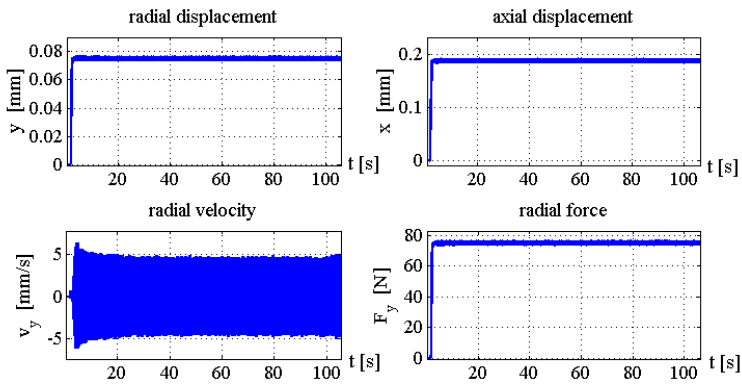 radial displacement
0.08
0.06
0.04
0.02
0
y [mm]
20 40 60 80 100
t [s]
axial displacement
0.2
0.1
0
x [mm]
20 40 60 80 100
t [s]
radial velocity
5
0
-5
v_y [mm/s]
20 40 60 80 100
t [s]
radial force
80
60
40
20
0
F_y [N]
20 40 60 80 100
t [s]